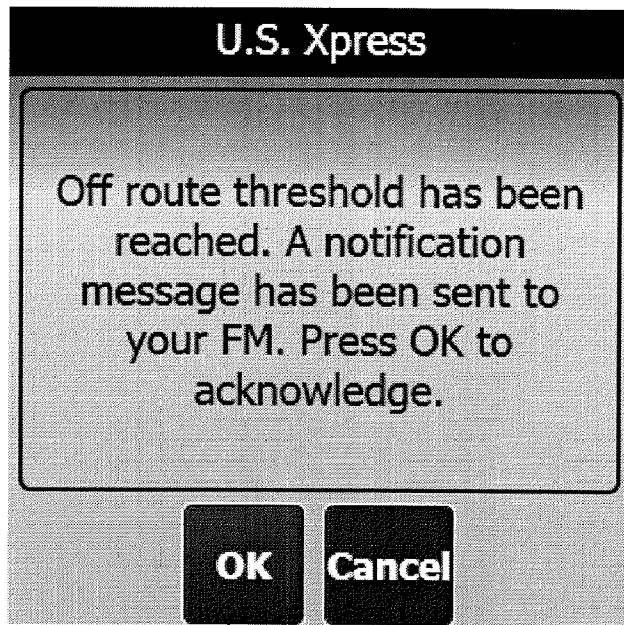 U.S. Xpress
Off route threshold has been
reached. A notification
message has been sent to
your FM. Press OK to
acknowledge.
OK Cancel